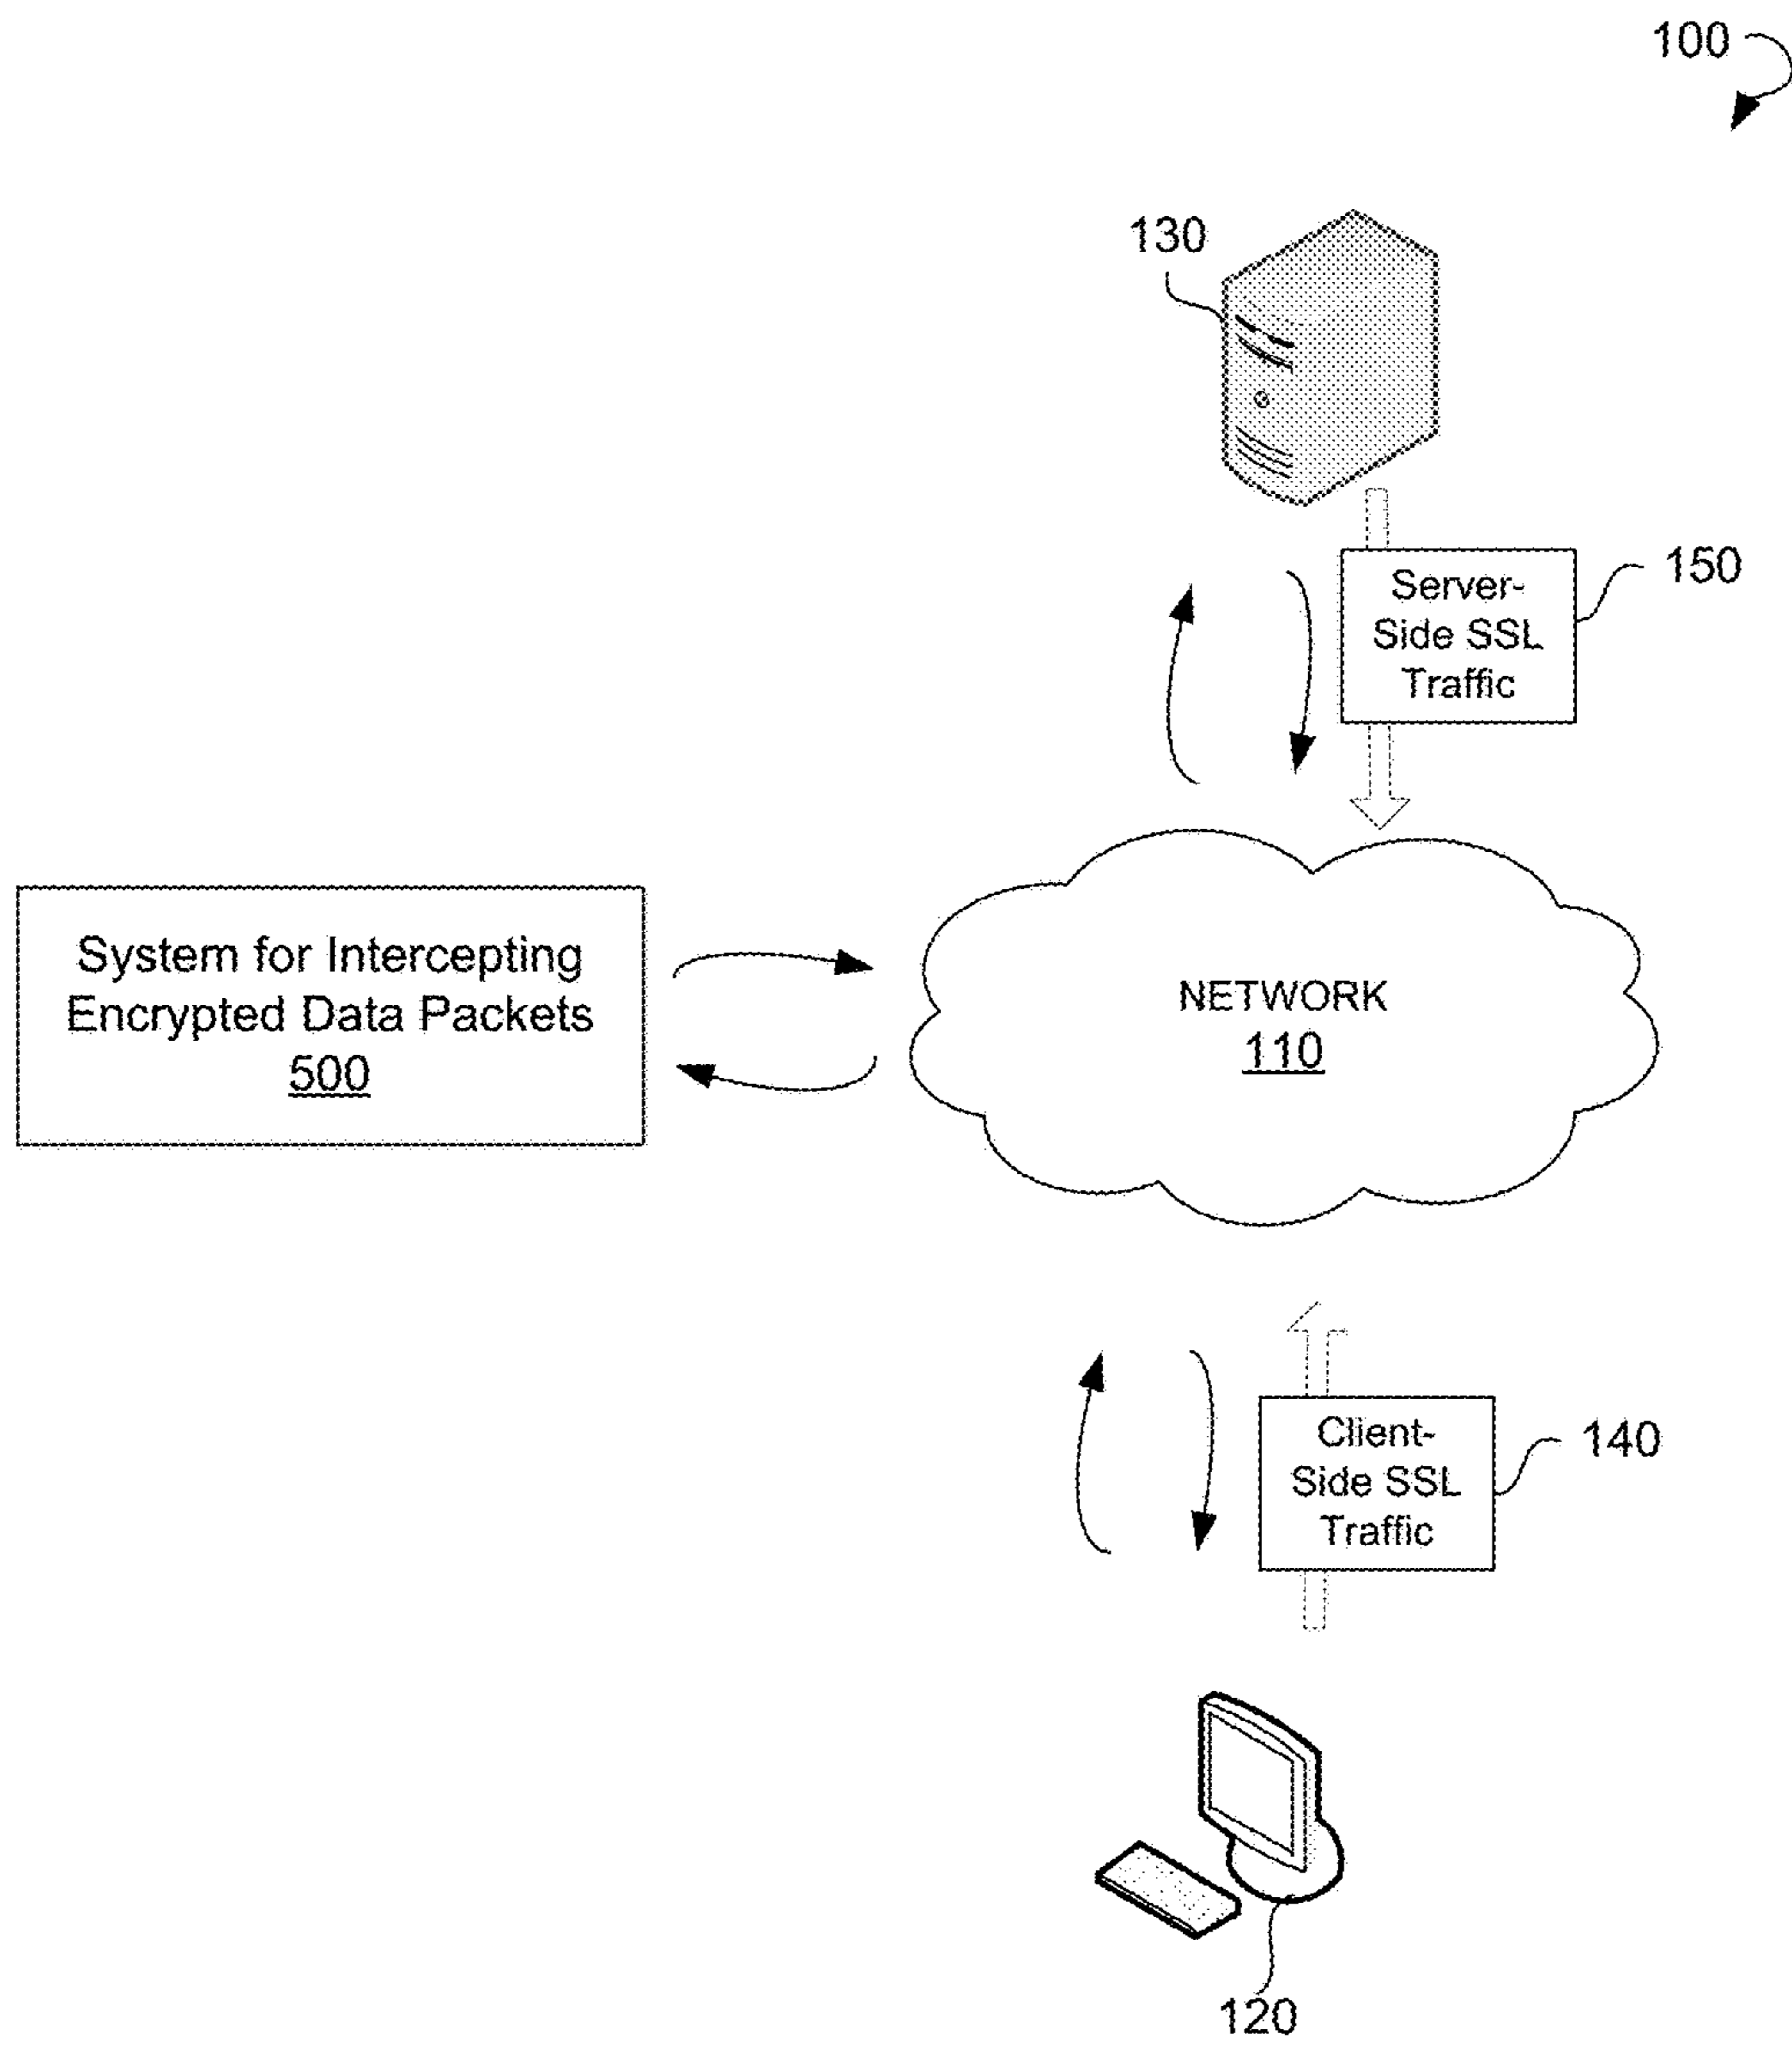 100
130
Server-
Side SSL
Traffic
150
System for Intercepting
Encrypted Data Packets
500
NETWORK
110
Client-
Side SSL
Traffic
140
120